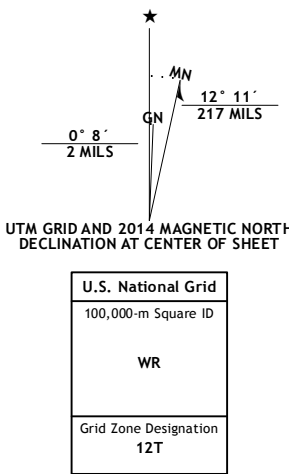 ★
MN
GN
12° 11´
217 MILS
0° 8´
2 MILS
UTM GRID AND 2014 MAGNETIC NORTH
DECLINATION AT CENTER OF SHEET
U.S. National Grid
100,000-m Square ID
WR
Grid Zone Designation
12T